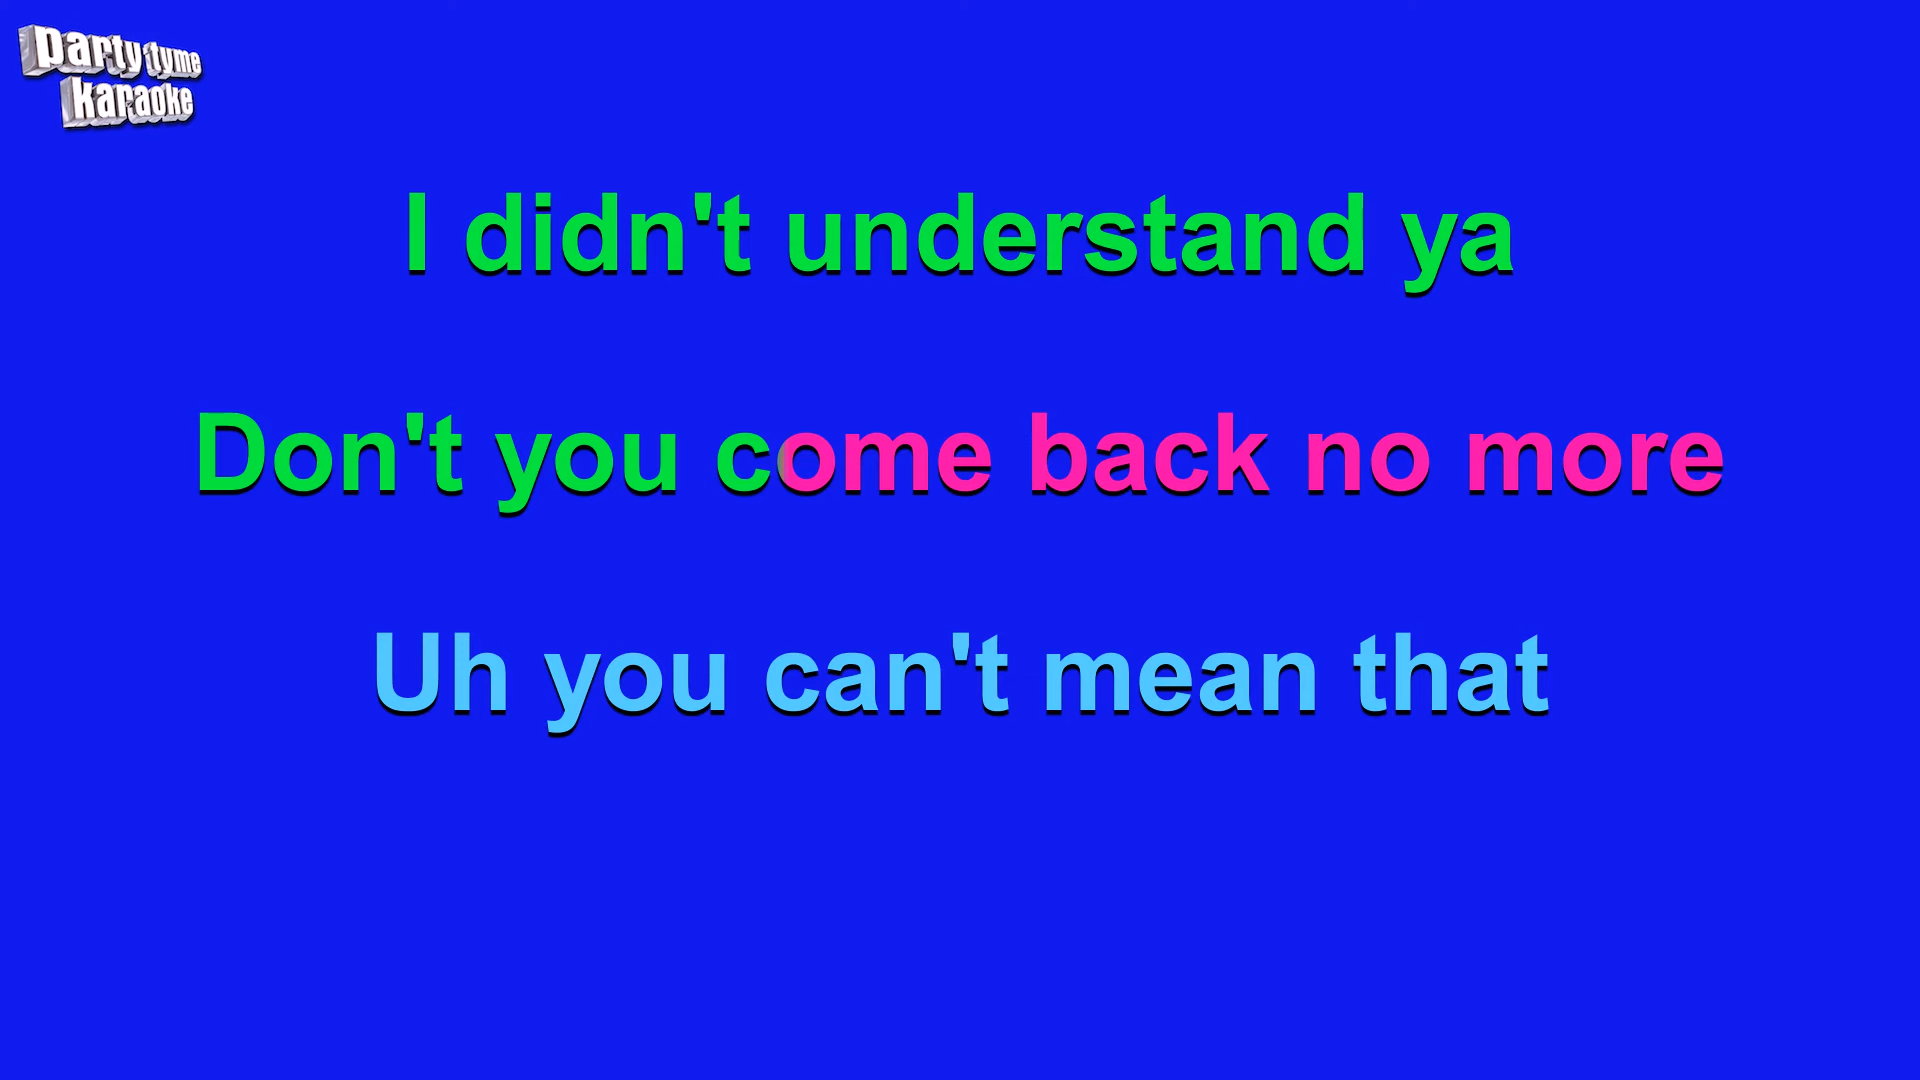 party tyme
karaoke
I didn't understand ya
Don't you come back no more
Uh you can't mean that